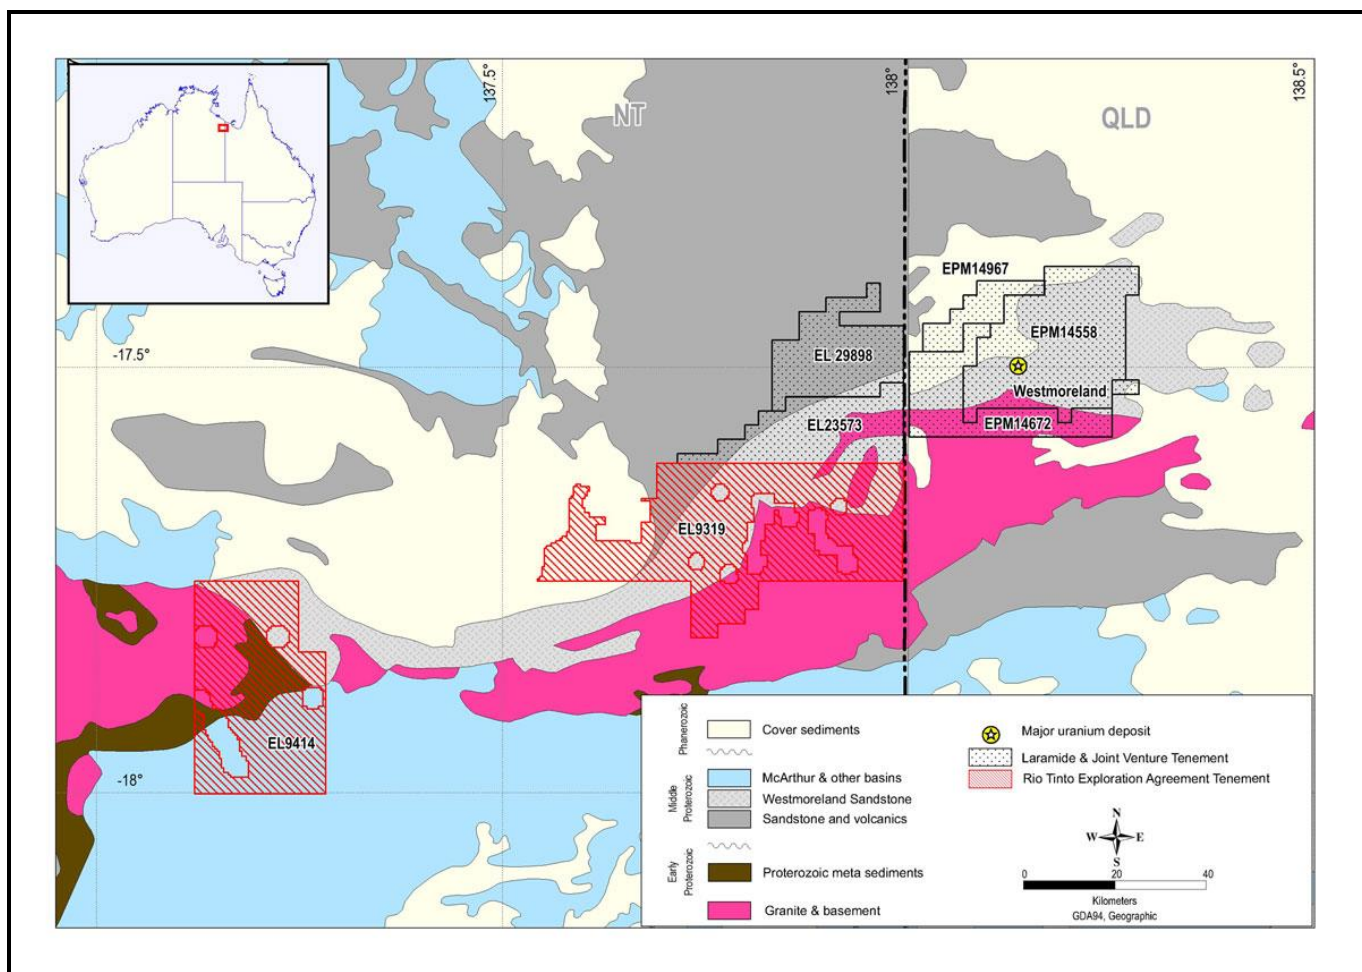 137.5°
138°
138.5°
NT
QLD
EPM14967
-17.5°
EL 29898
EPM14558
Westmoreland
EL23573
EPM14672
EL9319
EL9414
-18°
Phanerozoic
Cover sediments
Middle
Proterozoic
McArthur & other basins
Westmoreland Sandstone
Sandstone and volcanics
Early
Proterozoic
Proterozoic meta sediments
Granite & basement
Major uranium deposit
Laramide & Joint Venture Tenement
Rio Tinto Exploration Agreement Tenement
N
W E
S
0 20 40
Kilometers
GDA94, Geographic